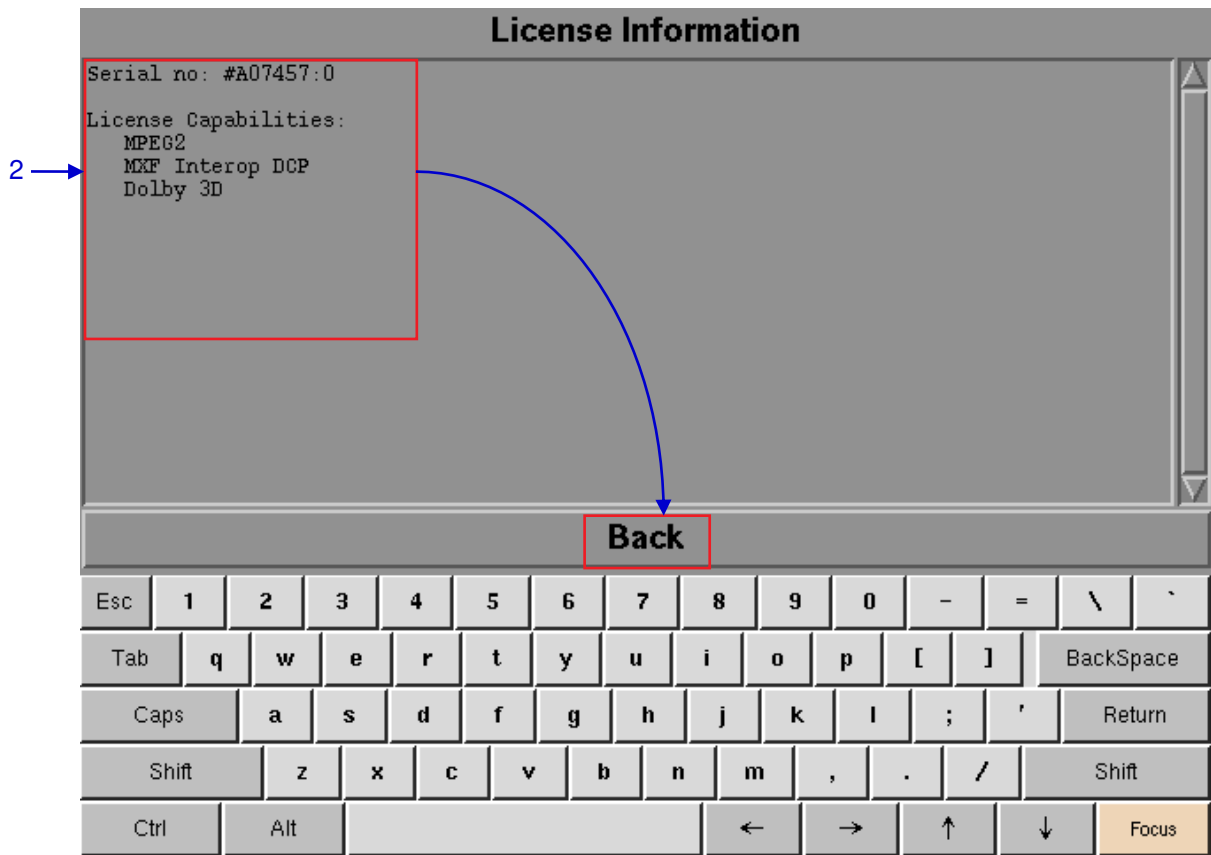 License Information
Serial no: #A07457:0
License Capabilities:
MPEG2
MXF Interop DCP
Dolby 3D
2
Back
Esc 1 2 3 4 5 6 7 8 9 0 - = \ `
Tab q w e r t y u i o p [ ] BackSpace
Caps a s d f g h j k l ; ' Return
Shift z x c v b n m , . / Shift
Ctrl Alt ← → ↑ ↓ Focus